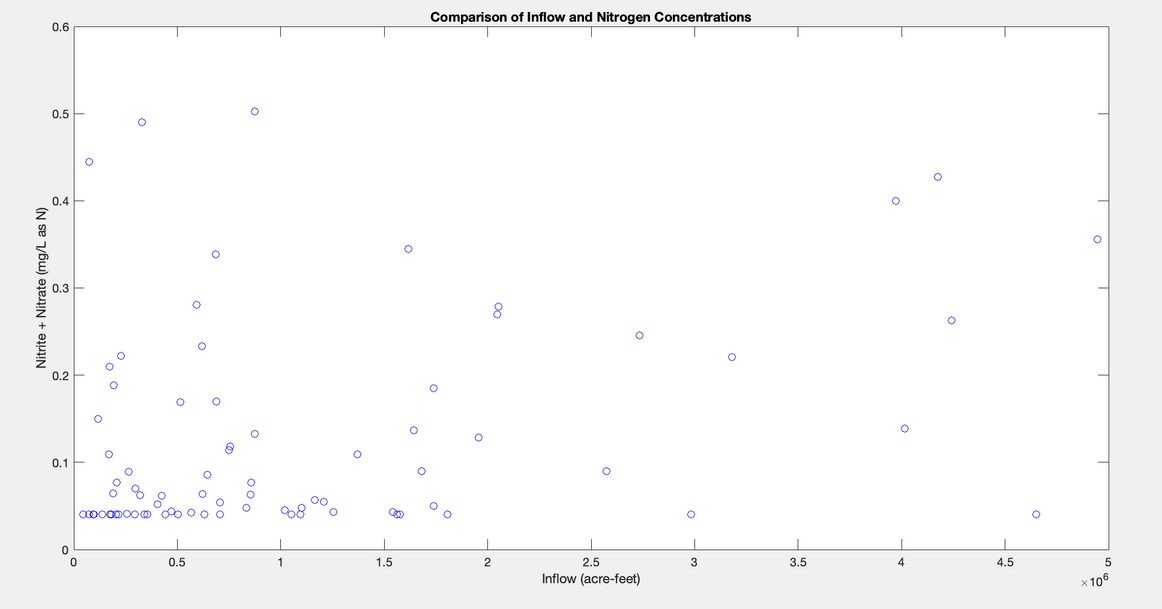 Comparison of Inflow and Nitrogen Concentrations
0.6
0.5
0.4
0.3
0.2
0.1
0
Nitrite + Nitrate (mg/L as N)
0 0.5 1 1.5 2 2.5 3 3.5 4 4.5 5
Inflow (acre-feet)
×10⁶